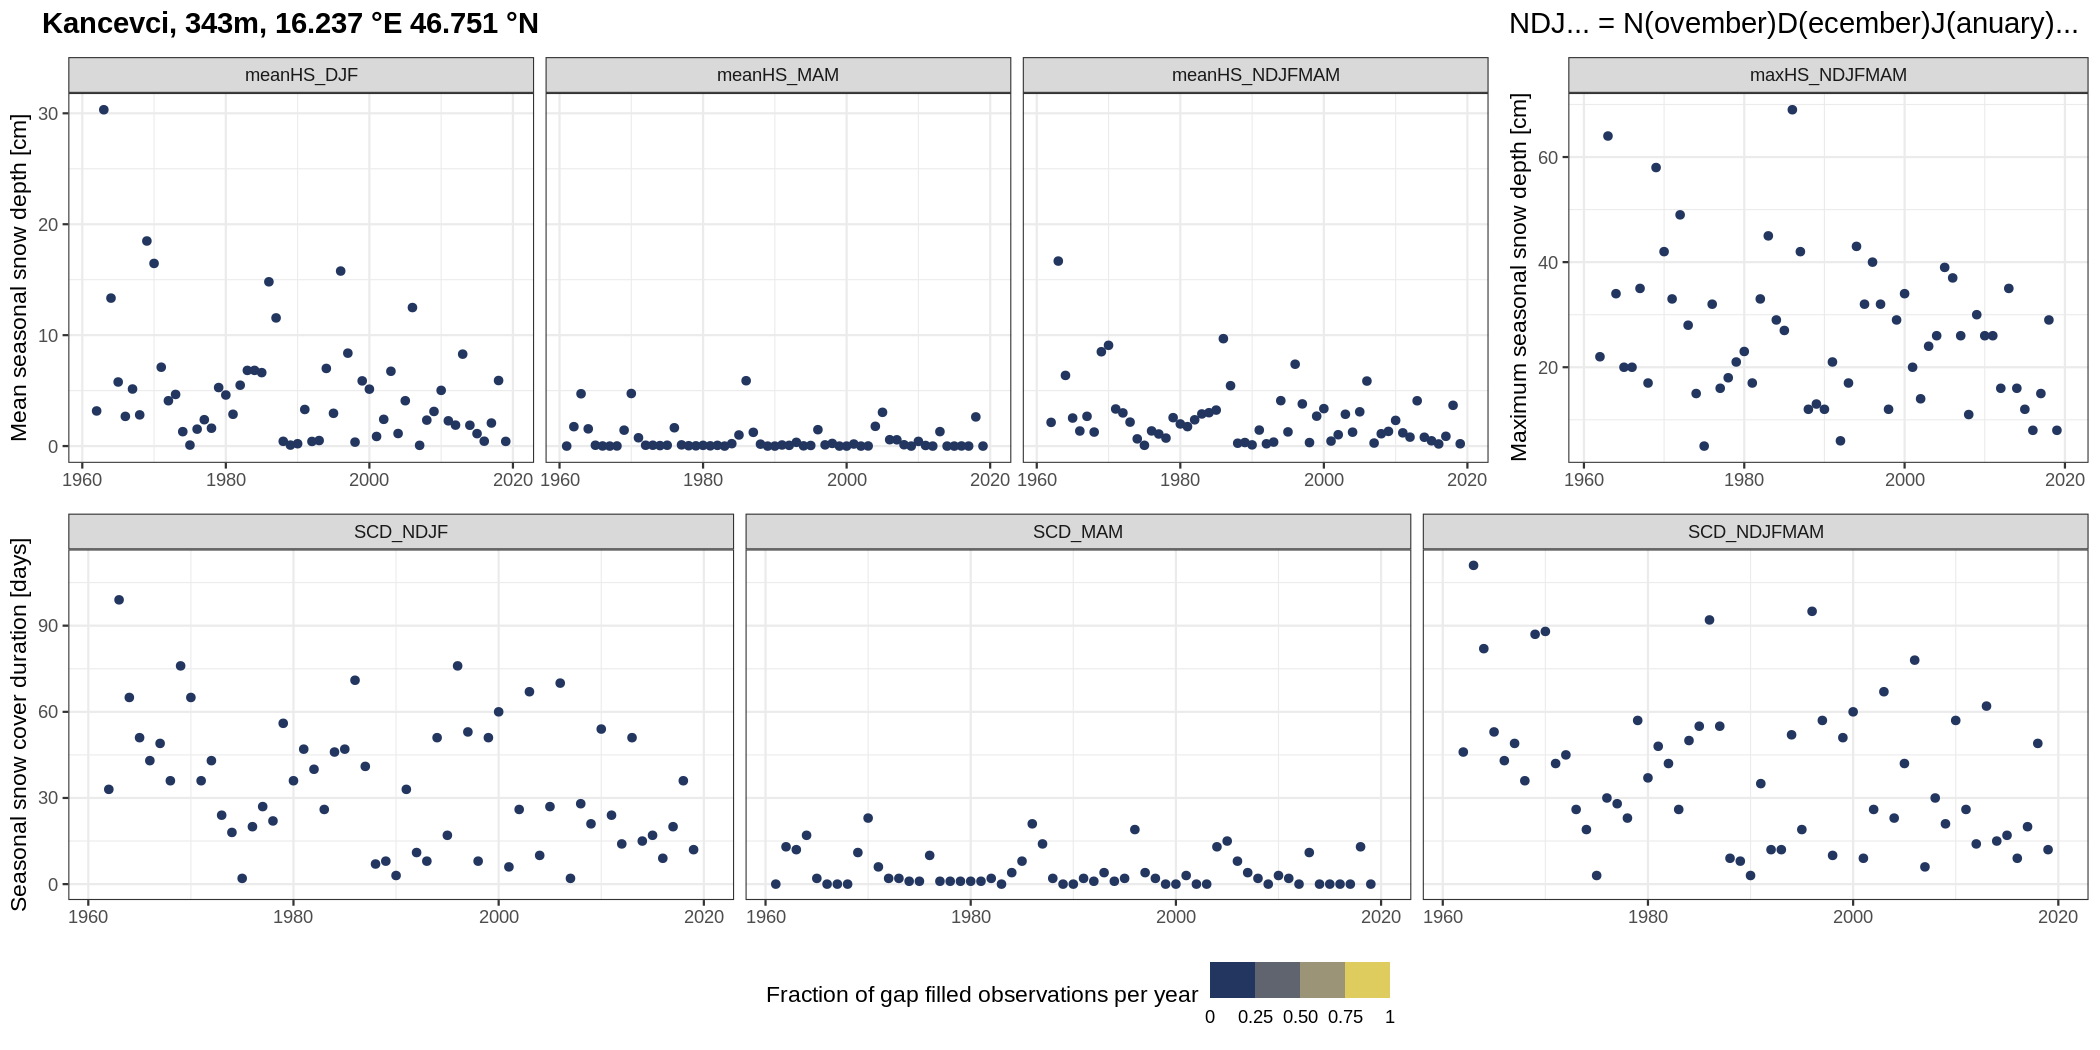 Kancevci, 343m, 16.237 °E 46.751 °N
NDJ... = N(ovember)D(ecember)J(anuary)...
meanHS_DJF
meanHS_MAM
meanHS_NDJFMAM
maxHS_NDJFMAM
Mean seasonal snow depth [cm]
30
20
10
0
1960 1980 2000 2020
1960 1980 2000 2020
1960 1980 2000 2020
Maximum seasonal snow depth [cm]
60
40
20
1960 1980 2000 2020
SCD_NDJF
SCD_MAM
SCD_NDJFMAM
Seasonal snow cover duration [days]
90
60
30
0
1960 1980 2000 2020
1960 1980 2000 2020
1960 1980 2000 2020
Fraction of gap filled observations per year
0 0.25 0.50 0.75 1